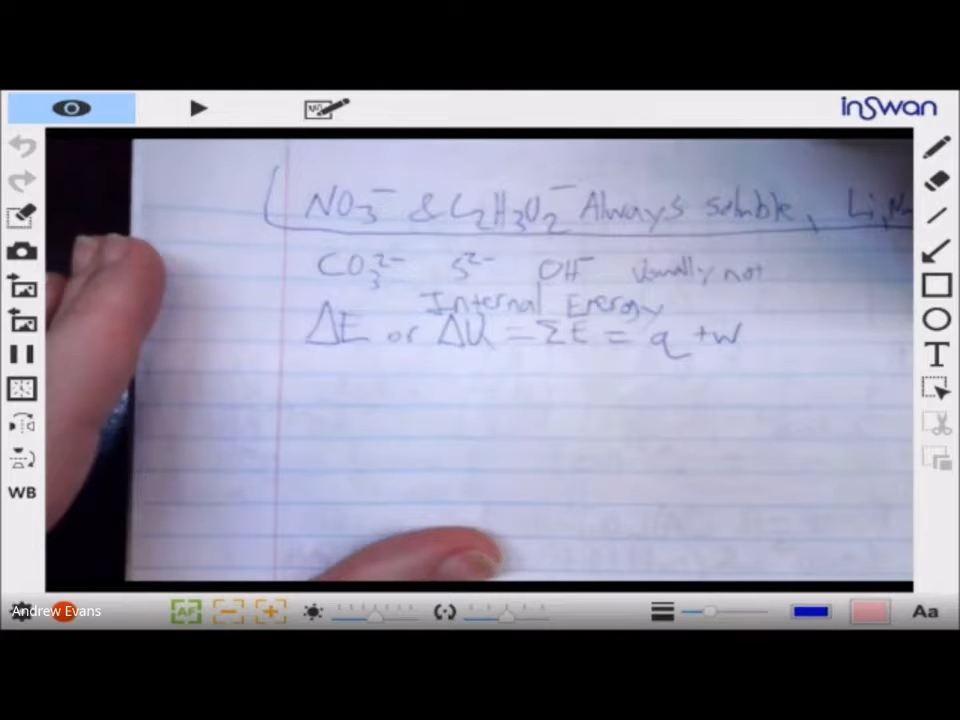 inswan
NO3⁻ & C2H3O2⁻ Always soluble, Li,
CO3²⁻ S²⁻ OH⁻ usually not
Internal Energy
ΔE or ΔU = ΣE = q + w
WB
T
AF
Andrew Evans
Aa